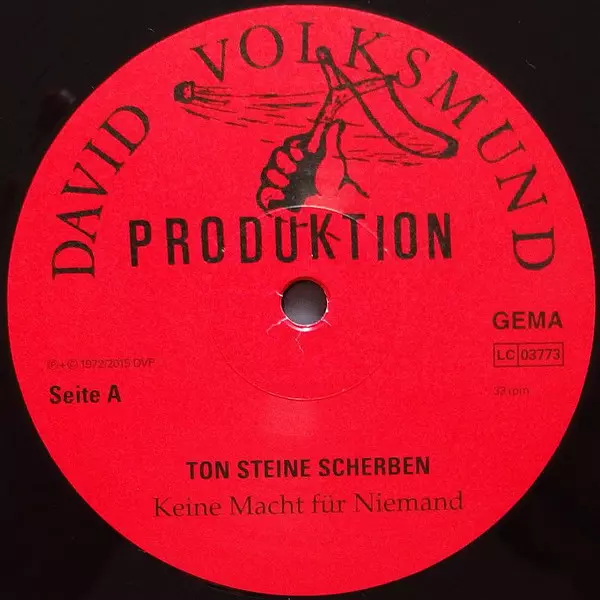 DAVID VOLKSMUND
PRODUKTION
GEMA
LC 03773
℗+© 1972/2015 DVP
Seite A
33 rpm
TON STEINE SCHERBEN
Keine Macht für Niemand